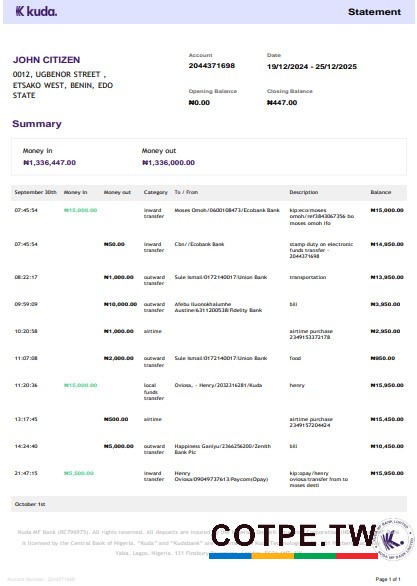 kuda.
Statement
JOHN CITIZEN
0012, UGBENOR STREET ,
ETSAKO WEST, BENIN, EDO
STATE
Account
2044371698
Date
19/12/2024 - 25/12/2025
Opening Balance
₦0.00
Closing Balance
₦447.00
Summary
Money in
₦1,336,447.00
Money out
₦1,336,000.00
September 30th Money in Money out Category To / From Description Balance
07:45:54 ₦15,000.00 inward Moses Omoh/0600108473/Ecobank Bank kip:eco/moses ₦15,000.00
transfer omoh/ref3843067356 bo
moses omoh ifo
07:45:54 ₦50.00 inward Cbn//Ecobank Bank stamp duty on electronic ₦14,950.00
transfer funds transfer -
2044371698
08:22:17 ₦1,000.00 outward Sule Ismail/0172140017/Union Bank transportation ₦13,950.00
transfer
09:59:09 ₦10,000.00 outward Afebu Iluonokhalumhe bill ₦3,950.00
transfer Austine/6311200538/Fidelity Bank
10:20:58 ₦1,000.00 airtime airtime purchase ₦2,950.00
2349153372178
11:07:08 ₦2,000.00 outward Sule Ismail/0172140017/Union Bank food ₦950.00
transfer
11:20:36 ₦15,000.00 local Oviosa, - Henry/2032316281/Kuda henry ₦15,950.00
funds
transfer
13:17:45 ₦500.00 airtime airtime purchase ₦15,450.00
2349157204424
14:24:40 ₦5,000.00 outward Happiness Ganiyu/2366256200/Zenith bill ₦10,450.00
transfer Bank Plc
21:47:15 ₦5,500.00 inward Henry kip:opay/henry ₦15,950.00
transfer Oviosa/09049737613/Paycom(Opay) oviosa/transfer from to
moses desti
October 1st
Kuda MF Bank (RC796975). All rights reserved. All deposits are insured
is licensed by the Central Bank of Nigeria. "Kuda" and "Kudabank" are
Yaba, Lagos, Nigeria. 131 Finsbury
COTPE TW
Account Number: 2044371698
Page 1 of 1